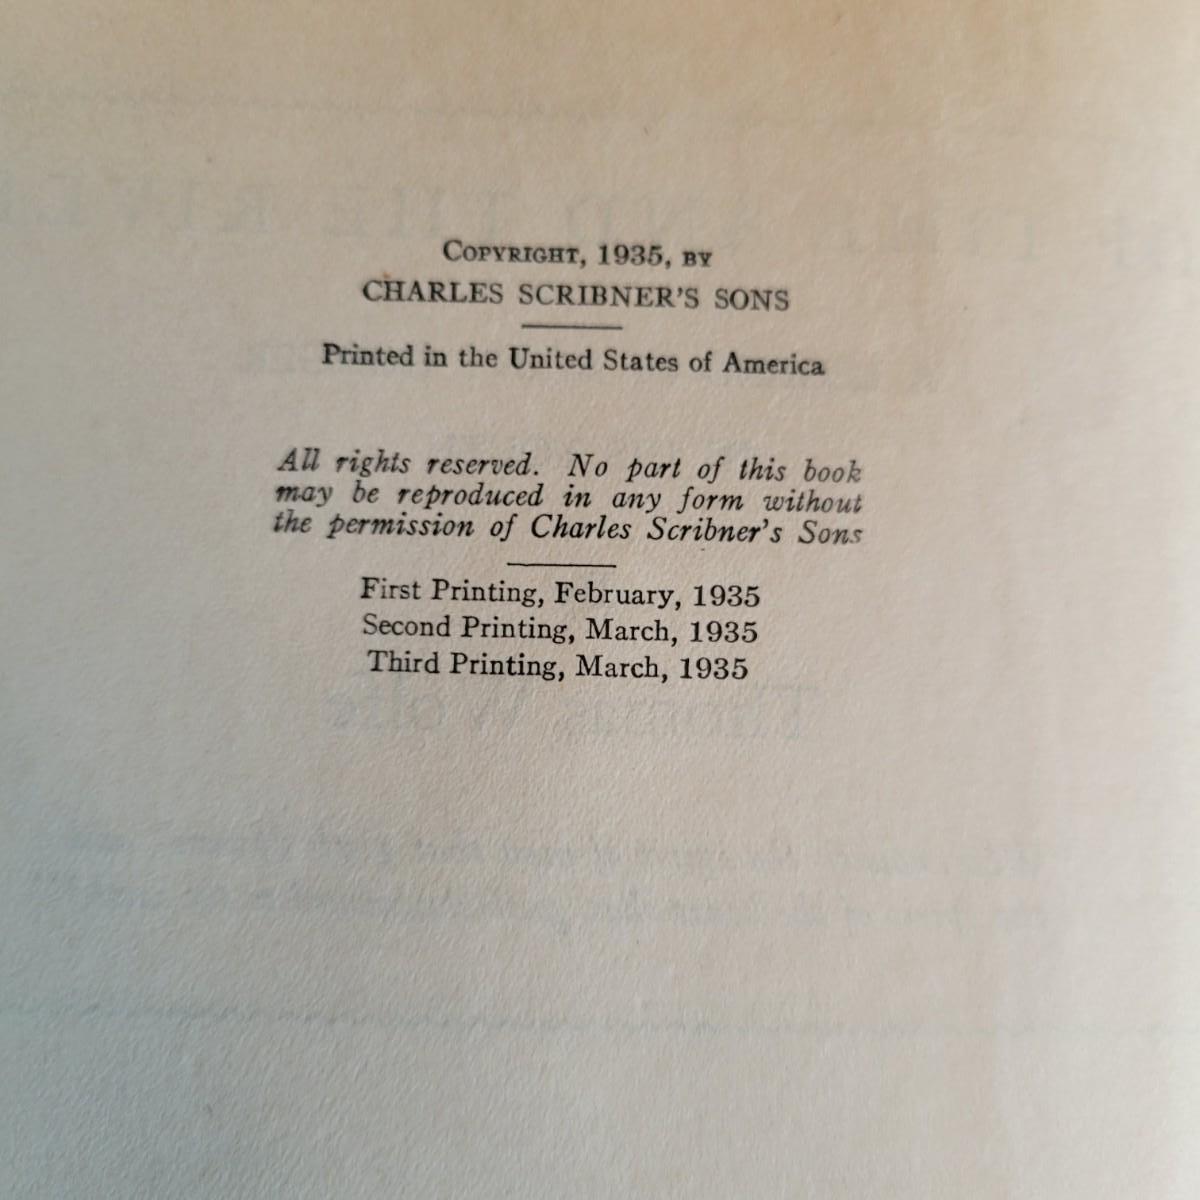 COPYRIGHT, 1935, BY
CHARLES SCRIBNER'S SONS
Printed in the United States of America
All rights reserved. No part of this book
may be reproduced in any form without
the permission of Charles Scribner's Sons
First Printing, February, 1935
Second Printing, March, 1935
Third Printing, March, 1935